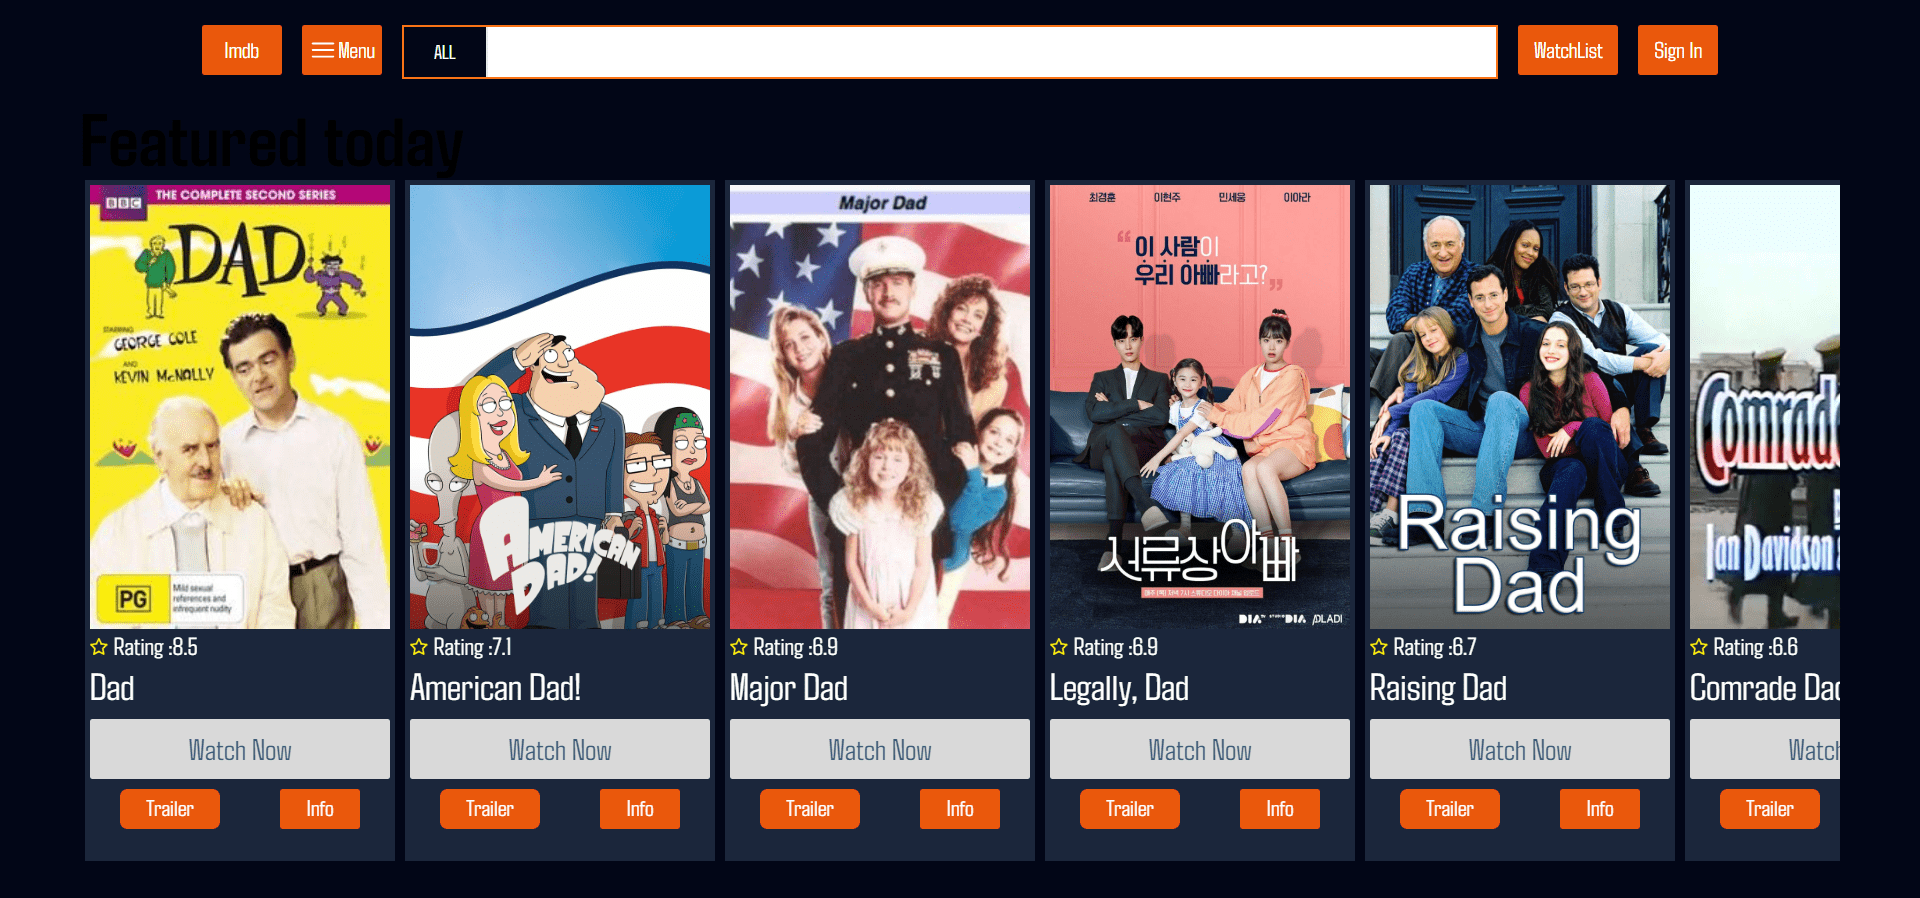 Imdb
Menu
ALL
WatchList
Sign In
Featured today
BBC
THE COMPLETE SECOND SERIES
DAD
STARRING
GEORGE COLE
AND
KEVIN McNALLY
PG
Mild sexual
references and
infrequent nudity
Rating :8.5
Dad
Watch Now
Trailer
Info
AMERICAN
DAD!
Rating :7.1
American Dad!
Watch Now
Trailer
Info
Major Dad
Rating :6.9
Major Dad
Watch Now
Trailer
Info
최경훈 이현주 민세웅 이아라
“이 사람이
우리 아빠라고?”
서류상아빠
DIA TV STUDIO DIA PLADI
Rating :6.9
Legally, Dad
Watch Now
Trailer
Info
Raising
Dad
Rating :6.7
Raising Dad
Watch Now
Trailer
Info
Comrade
Ian Davidson
Rating :6.6
Comrade Dad
Watch
Trailer